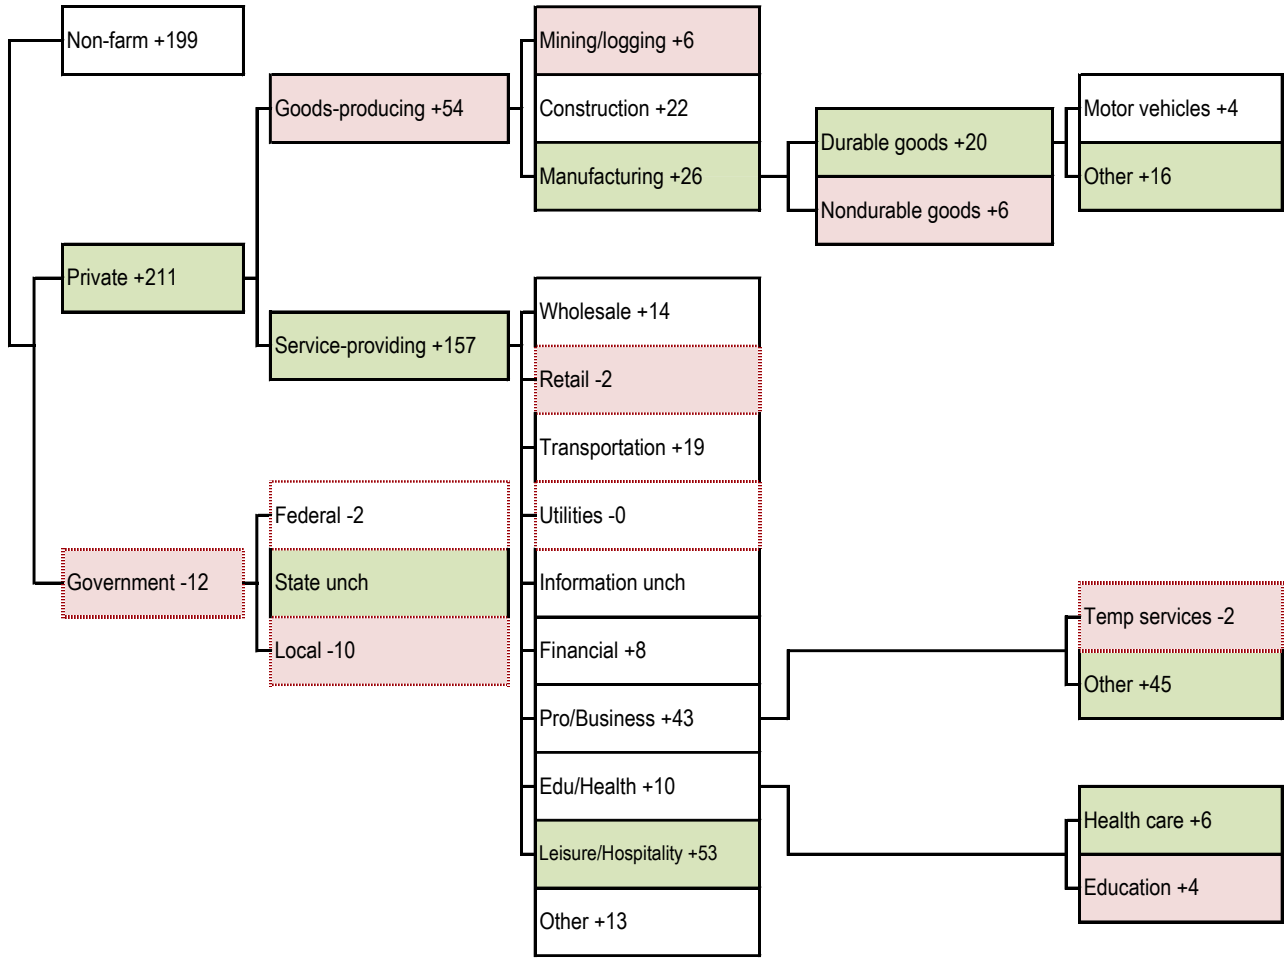 Non-farm +199
Private +211
Government -12
Goods-producing +54
Service-providing +157
Federal -2
State unch
Local -10
Mining/logging +6
Construction +22
Manufacturing +26
Wholesale +14
Retail -2
Transportation +19
Utilities -0
Information unch
Financial +8
Pro/Business +43
Edu/Health +10
Leisure/Hospitality +53
Other +13
Durable goods +20
Nondurable goods +6
Motor vehicles +4
Other +16
Temp services -2
Other +45
Health care +6
Education +4